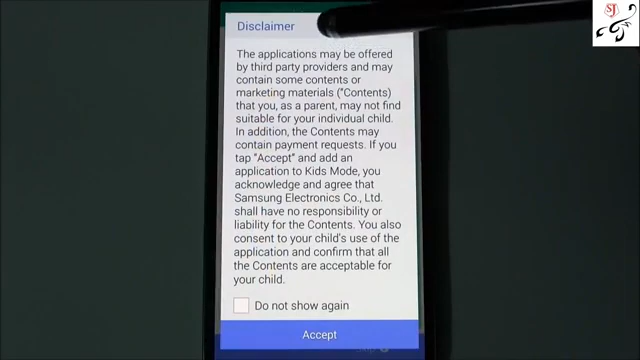 SJ
Disclaimer
The applications may be offered
by third party providers and may
contain some contents or
marketing materials ("Contents)
that you, as a parent, may not find
suitable for your individual child.
In addition, the Contents may
contain payment requests. If you
tap "Accept" and add an
application to Kids Mode, you
acknowledge and agree that
Samsung Electronics Co., Ltd.
shall have no responsibility or
liability for the Contents. You also
consent to your child's use of the
application and confirm that all
the Contents are acceptable for
your child.
Do not show again
Accept